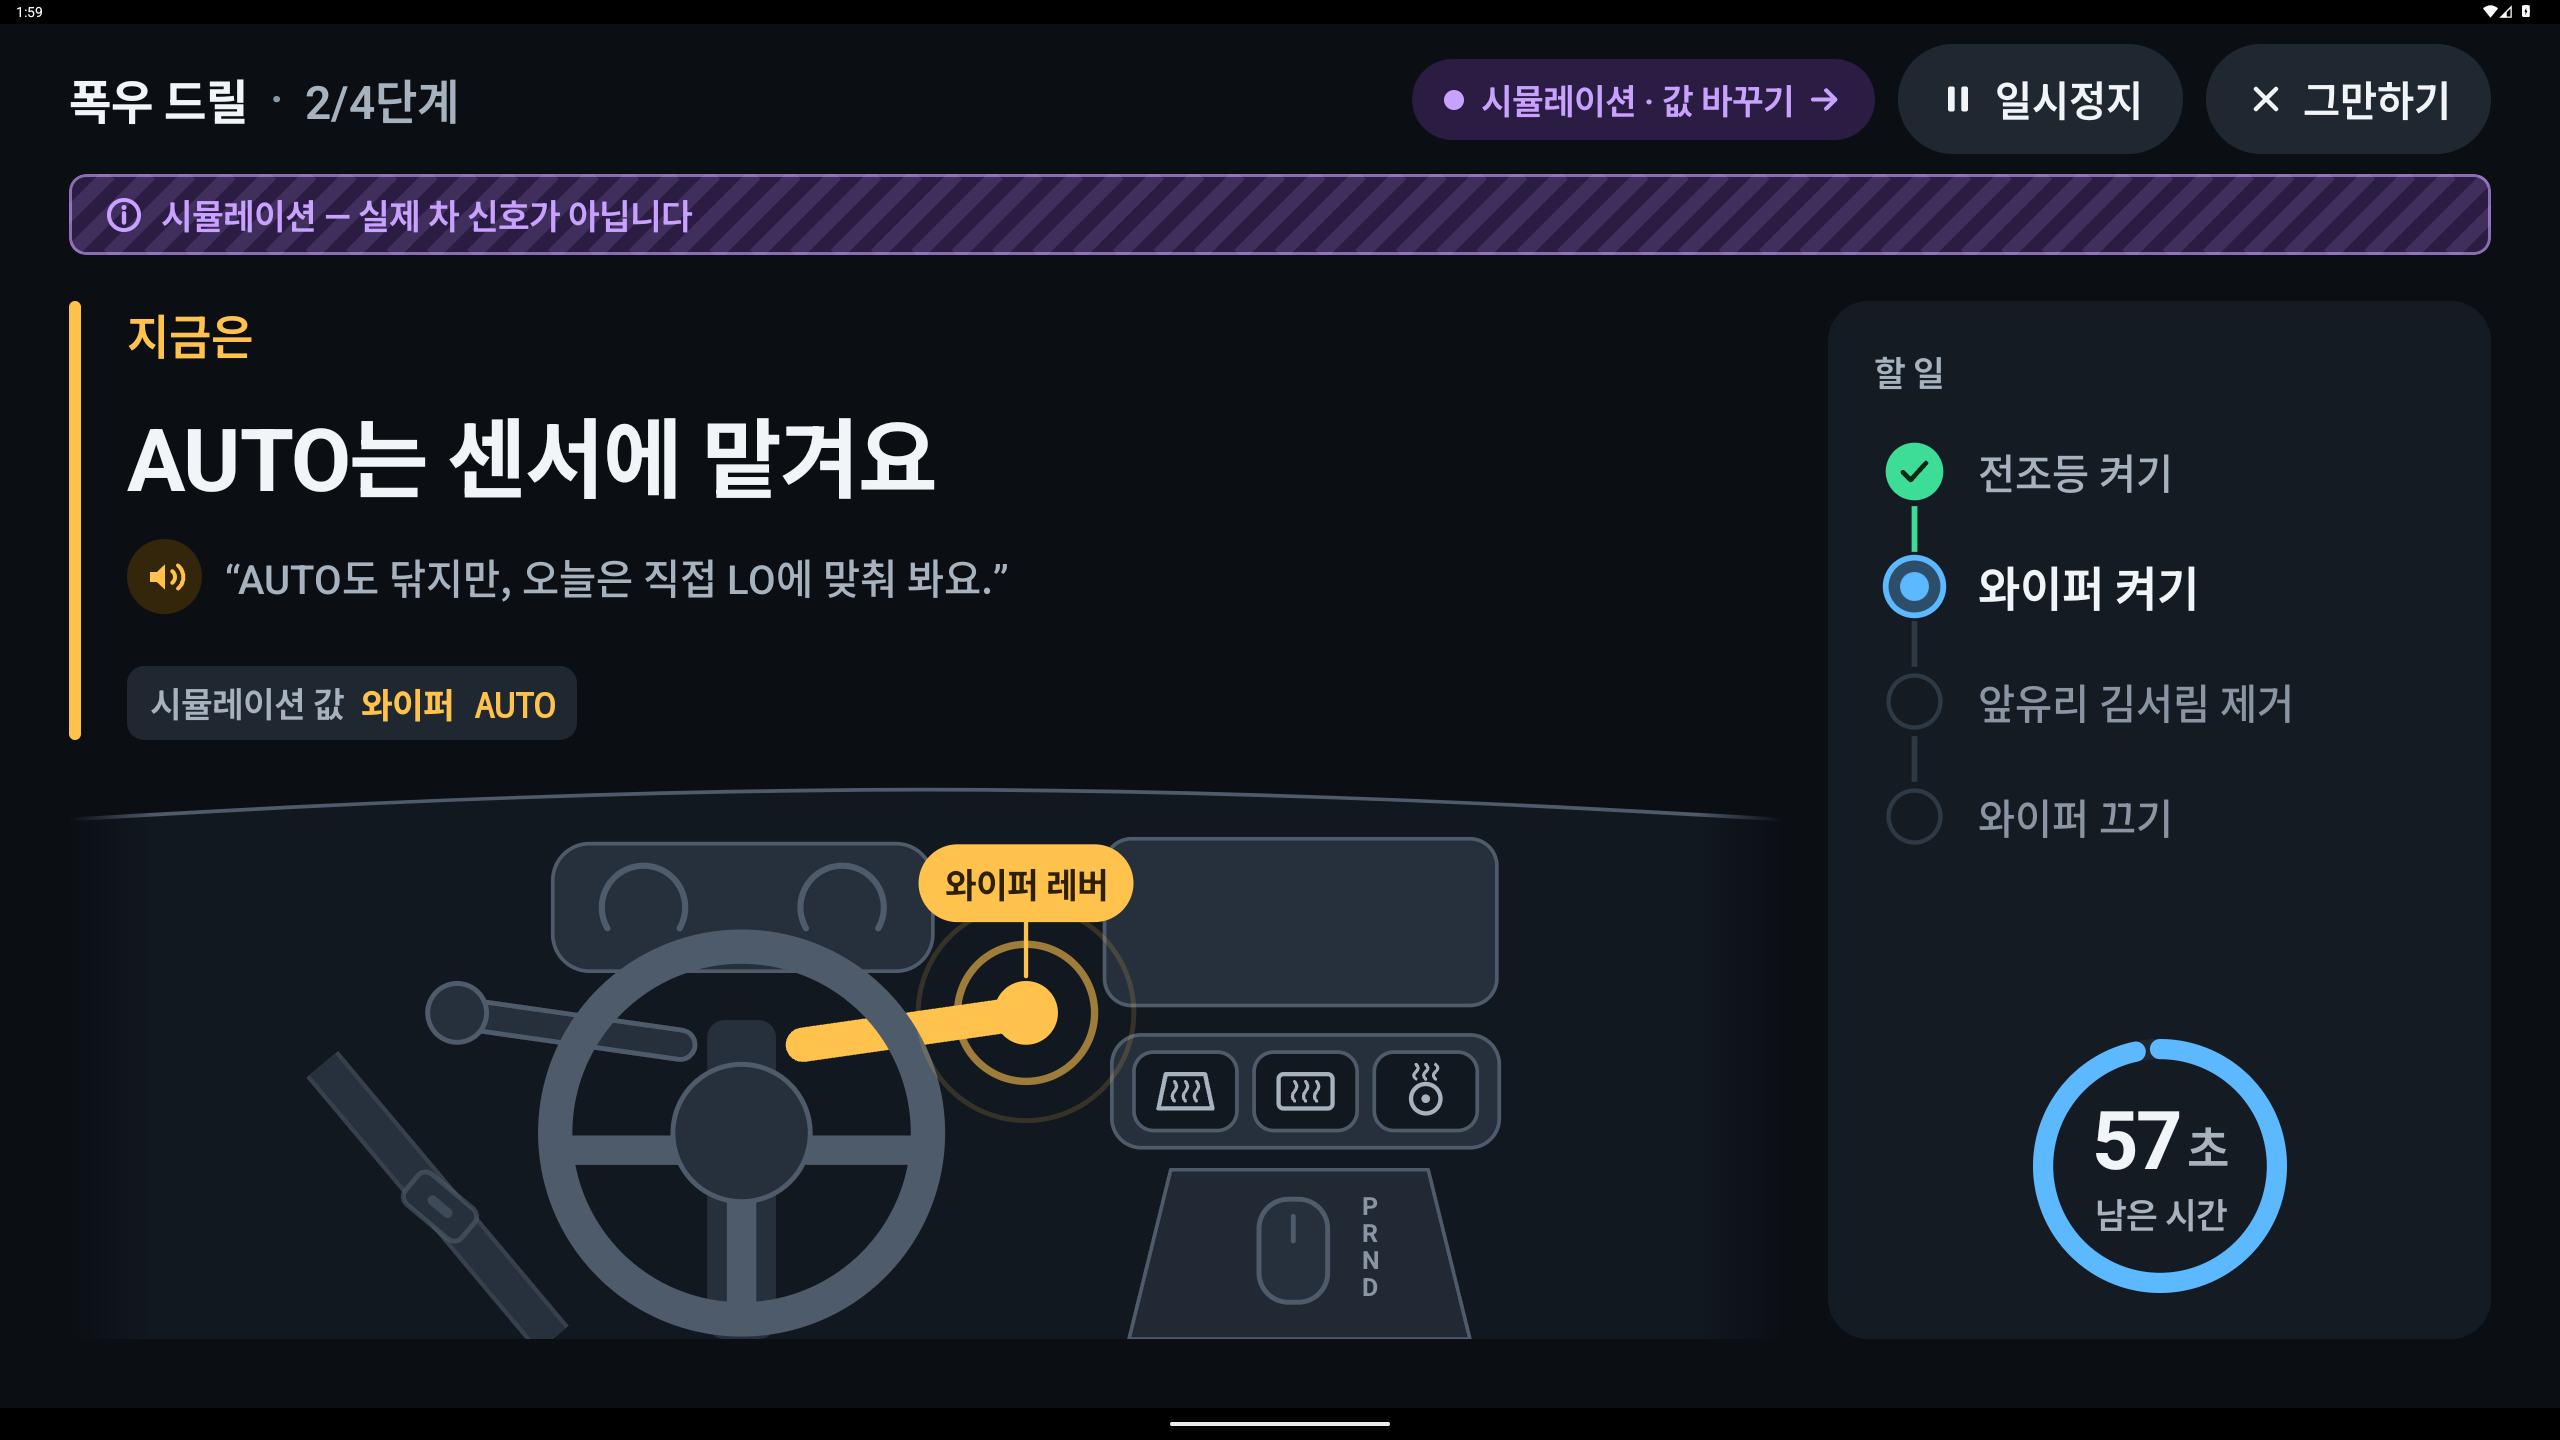 1:59
폭우 드릴 · 2/4단계
시뮬레이션 · 값 바꾸기 →
일시정지
그만하기
시뮬레이션 – 실제 차 신호가 아닙니다
지금은
AUTO는 센서에 맡겨요
“AUTO도 닦지만, 오늘은 직접 LO에 맞춰 봐요.”
시뮬레이션 값 와이퍼 AUTO
와이퍼 레버
P
R
N
D
할 일
전조등 켜기
와이퍼 켜기
앞유리 김서림 제거
와이퍼 끄기
57초
남은 시간